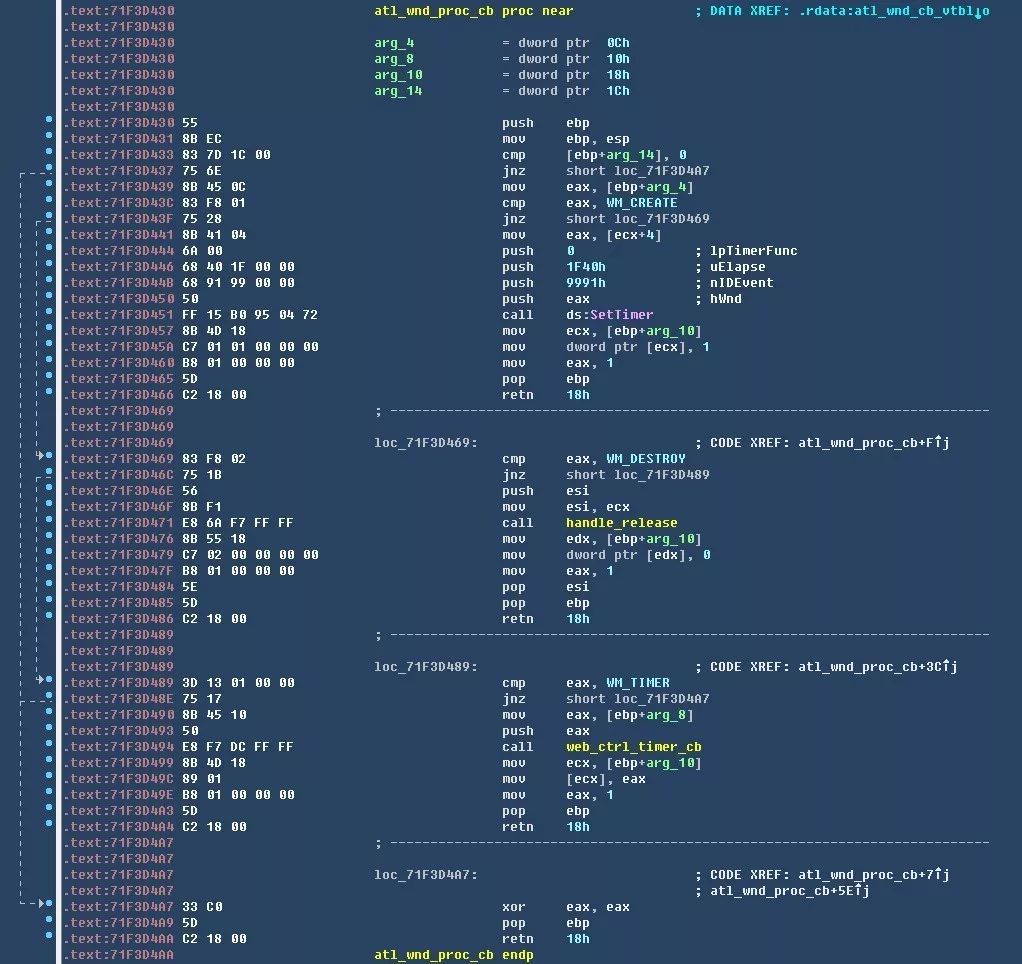 .text:71F3D430 atl_wnd_proc_cb proc near ; DATA XREF: .rdata:atl_wnd_cb_vtbl↓o
.text:71F3D430
.text:71F3D430 arg_4 = dword ptr 0Ch
.text:71F3D430 arg_8 = dword ptr 10h
.text:71F3D430 arg_10 = dword ptr 18h
.text:71F3D430 arg_14 = dword ptr 1Ch
.text:71F3D430
.text:71F3D430 55 push ebp
.text:71F3D431 8B EC mov ebp, esp
.text:71F3D433 83 7D 1C 00 cmp [ebp+arg_14], 0
.text:71F3D437 75 6E jnz short loc_71F3D4A7
.text:71F3D439 8B 45 0C mov eax, [ebp+arg_4]
.text:71F3D43C 83 F8 01 cmp eax, WM_CREATE
.text:71F3D43F 75 28 jnz short loc_71F3D469
.text:71F3D441 8B 41 04 mov eax, [ecx+4]
.text:71F3D444 6A 00 push 0 ; lpTimerFunc
.text:71F3D446 68 40 1F 00 00 push 1F40h ; uElapse
.text:71F3D44B 68 91 99 00 00 push 9991h ; nIDEvent
.text:71F3D450 50 push eax ; hWnd
.text:71F3D451 FF 15 B0 95 04 72 call ds:SetTimer
.text:71F3D457 8B 4D 18 mov ecx, [ebp+arg_10]
.text:71F3D45A C7 01 01 00 00 00 mov dword ptr [ecx], 1
.text:71F3D460 B8 01 00 00 00 mov eax, 1
.text:71F3D465 5D pop ebp
.text:71F3D466 C2 18 00 retn 18h
.text:71F3D469 ; ---------------------------------------------------------------------------
.text:71F3D469
.text:71F3D469 loc_71F3D469: ; CODE XREF: atl_wnd_proc_cb+F↑j
.text:71F3D469 83 F8 02 cmp eax, WM_DESTROY
.text:71F3D46C 75 1B jnz short loc_71F3D489
.text:71F3D46E 56 push esi
.text:71F3D46F 8B F1 mov esi, ecx
.text:71F3D471 E8 6A F7 FF FF call handle_release
.text:71F3D476 8B 55 18 mov edx, [ebp+arg_10]
.text:71F3D479 C7 02 00 00 00 00 mov dword ptr [edx], 0
.text:71F3D47F B8 01 00 00 00 mov eax, 1
.text:71F3D484 5E pop esi
.text:71F3D485 5D pop ebp
.text:71F3D486 C2 18 00 retn 18h
.text:71F3D489 ; ---------------------------------------------------------------------------
.text:71F3D489
.text:71F3D489 loc_71F3D489: ; CODE XREF: atl_wnd_proc_cb+3C↑j
.text:71F3D489 3D 13 01 00 00 cmp eax, WM_TIMER
.text:71F3D48E 75 17 jnz short loc_71F3D4A7
.text:71F3D490 8B 45 10 mov eax, [ebp+arg_8]
.text:71F3D493 50 push eax
.text:71F3D494 E8 F7 DC FF FF call web_ctrl_timer_cb
.text:71F3D499 8B 4D 18 mov ecx, [ebp+arg_10]
.text:71F3D49C 89 01 mov [ecx], eax
.text:71F3D49E B8 01 00 00 00 mov eax, 1
.text:71F3D4A3 5D pop ebp
.text:71F3D4A4 C2 18 00 retn 18h
.text:71F3D4A7 ; ---------------------------------------------------------------------------
.text:71F3D4A7
.text:71F3D4A7 loc_71F3D4A7: ; CODE XREF: atl_wnd_proc_cb+7↑j
.text:71F3D4A7 ; atl_wnd_proc_cb+5E↑j
.text:71F3D4A7 33 C0 xor eax, eax
.text:71F3D4A9 5D pop ebp
.text:71F3D4AA C2 18 00 retn 18h
.text:71F3D4AA atl_wnd_proc_cb endp